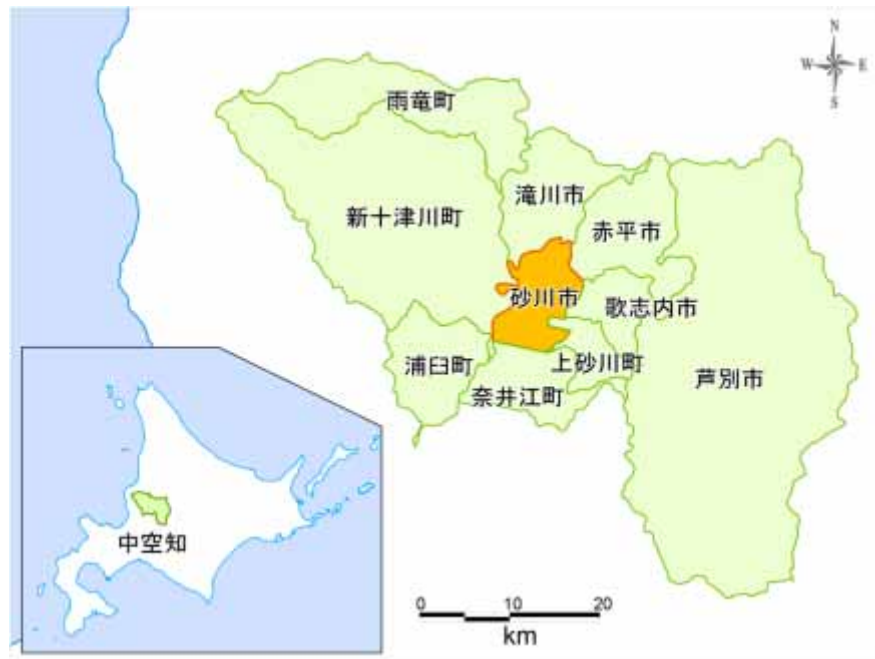 N
W E
S
雨竜町
滝川市
新十津川町
赤平市
砂川市
歌志内市
上砂川町
浦臼町
芦別市
奈井江町
中空知
0 10 20
km